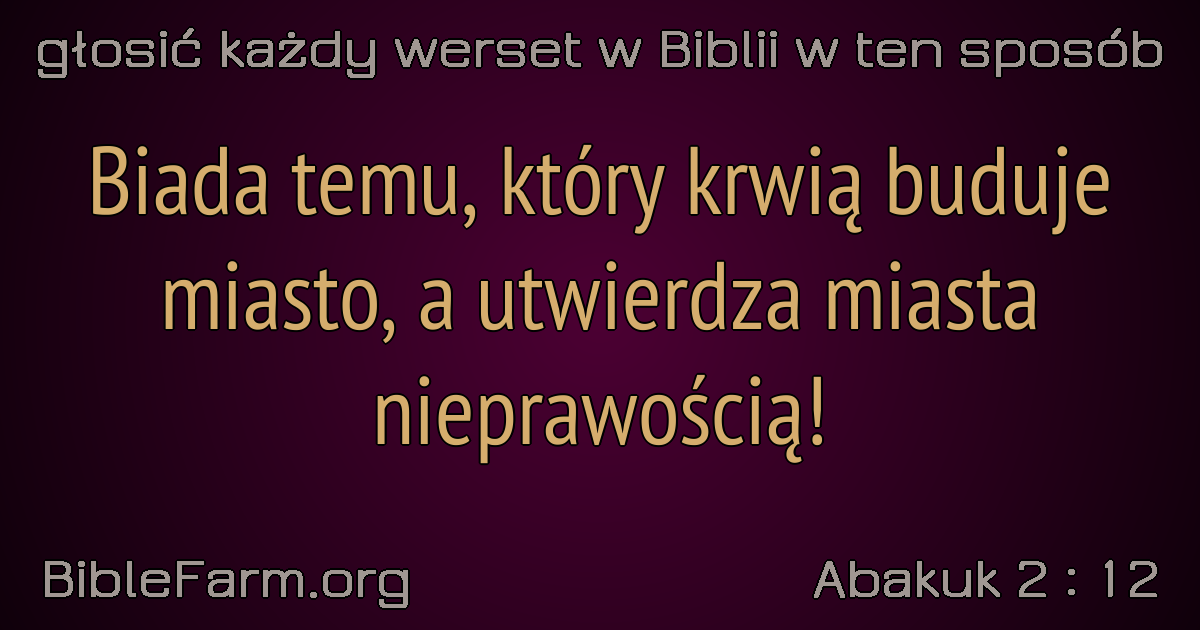 głosić każdy werset w Biblii w ten sposób
Biada temu, który krwią buduje
miasto, a utwierdza miasta
nieprawością!
BibleFarm.org
Abakuk 2 : 12